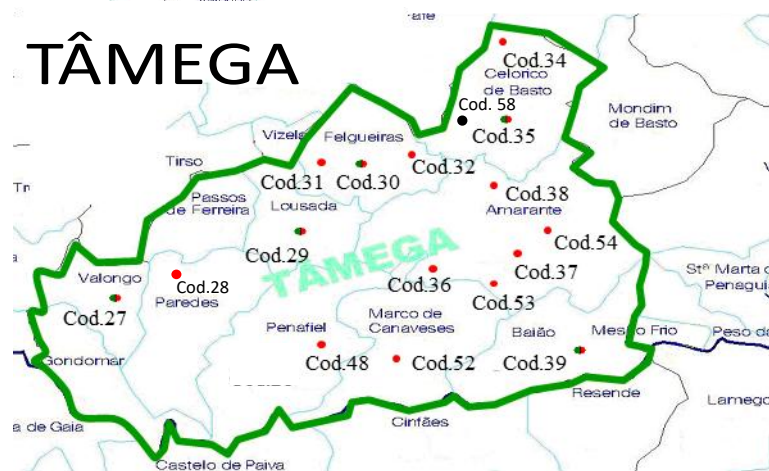 TÂMEGA
Cod.34
Celorico
de Basto
Cod. 58
Mondim
de Basto
Vizela
Felgueiras
Cod.35
Tirso
Cod.31
Cod.30
Cod.32
Passos
de Ferreira
Lousada
Cod.38
Amarante
Cod.29
Cod.54
TÂMEGA
Valongo
Cod.28
Paredes
Cod.36
Cod.37
Stª Marta d
Penagui
Cod.27
Cod.53
Penafiel
Marco de
Canaveses
Baião
Mesão Frio
Peso da
Gondomar
Cod.48
Cod.52
Cod.39
Resende
Lamego
a de Gaia
Cinfães
Castelo de Paiva